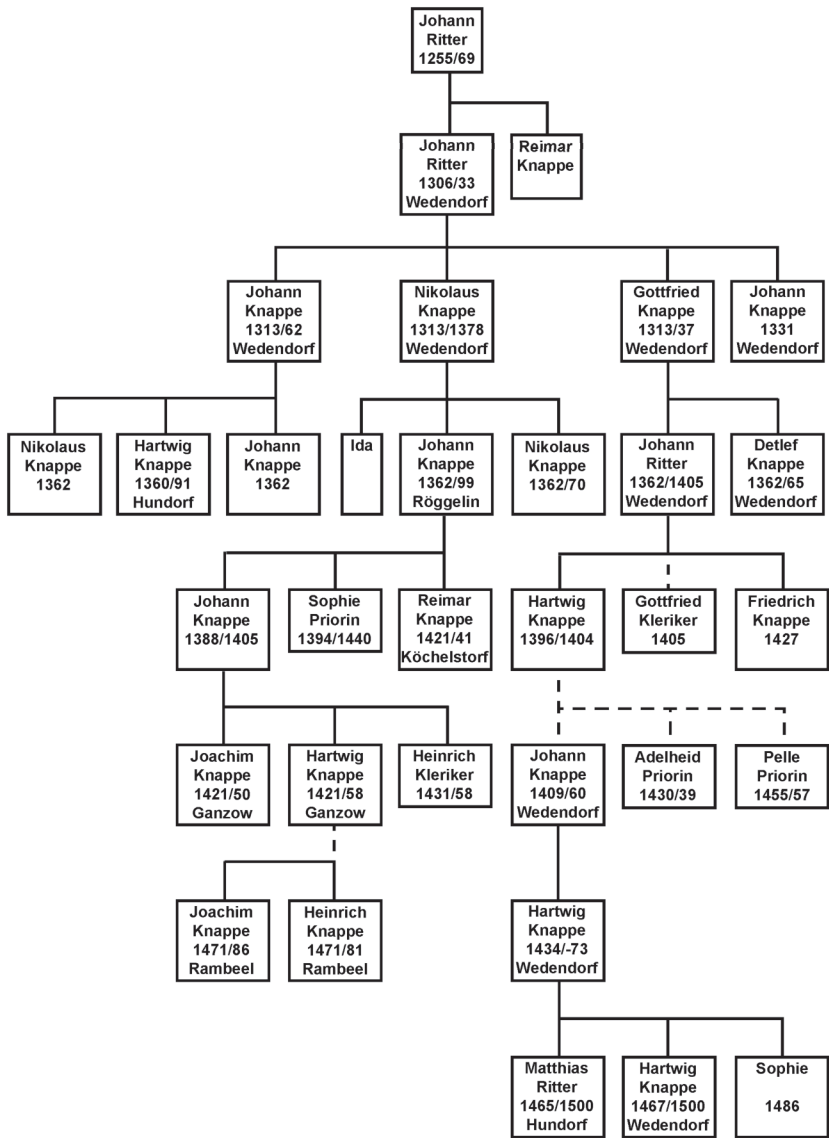 Johann
Ritter
1255/69
Johann
Ritter
1306/33
Wedendorf
Reimar
Knappe
Johann
Knappe
1313/62
Wedendorf
Nikolaus
Knappe
1313/1378
Wedendorf
Gottfried
Knappe
1313/37
Wedendorf
Johann
Knappe
1331
Wedendorf
Nikolaus
Knappe
1362
Hartwig
Knappe
1360/91
Hundorf
Johann
Knappe
1362
Ida
Johann
Knappe
1362/99
Röggelin
Nikolaus
Knappe
1362/70
Johann
Ritter
1362/1405
Wedendorf
Detlef
Knappe
1362/65
Wedendorf
Johann
Knappe
1388/1405
Sophie
Priorin
1394/1440
Reimar
Knappe
1421/41
Köchelstorf
Hartwig
Knappe
1396/1404
Gottfried
Kleriker
1405
Friedrich
Knappe
1427
Joachim
Knappe
1421/50
Ganzow
Hartwig
Knappe
1421/58
Ganzow
Heinrich
Kleriker
1431/58
Johann
Knappe
1409/60
Wedendorf
Adelheid
Priorin
1430/39
Pelle
Priorin
1455/57
Joachim
Knappe
1471/86
Rambeel
Heinrich
Knappe
1471/81
Rambeel
Hartwig
Knappe
1434/-73
Wedendorf
Matthias
Ritter
1465/1500
Hundorf
Hartwig
Knappe
1467/1500
Wedendorf
Sophie
1486